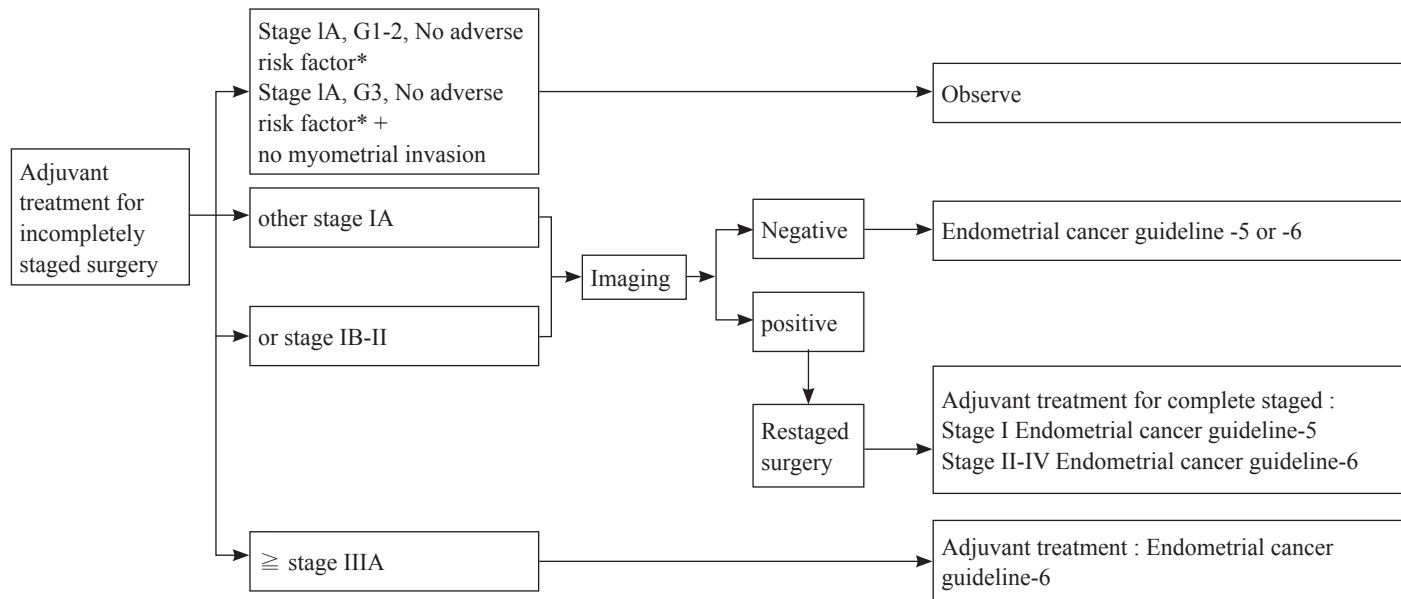 Stage lA, G1-2, No adverse
risk factor*
Stage lA, G3, No adverse
risk factor* +
no myometrial invasion
Observe
Adjuvant
treatment for
incompletely
staged surgery
other stage IA
Imaging
Negative
Endometrial cancer guideline -5 or -6
or stage IB-II
positive
Restaged
surgery
Adjuvant treatment for complete staged :
Stage I Endometrial cancer guideline-5
Stage II-IV Endometrial cancer guideline-6
≧ stage IIIA
Adjuvant treatment : Endometrial cancer
guideline-6